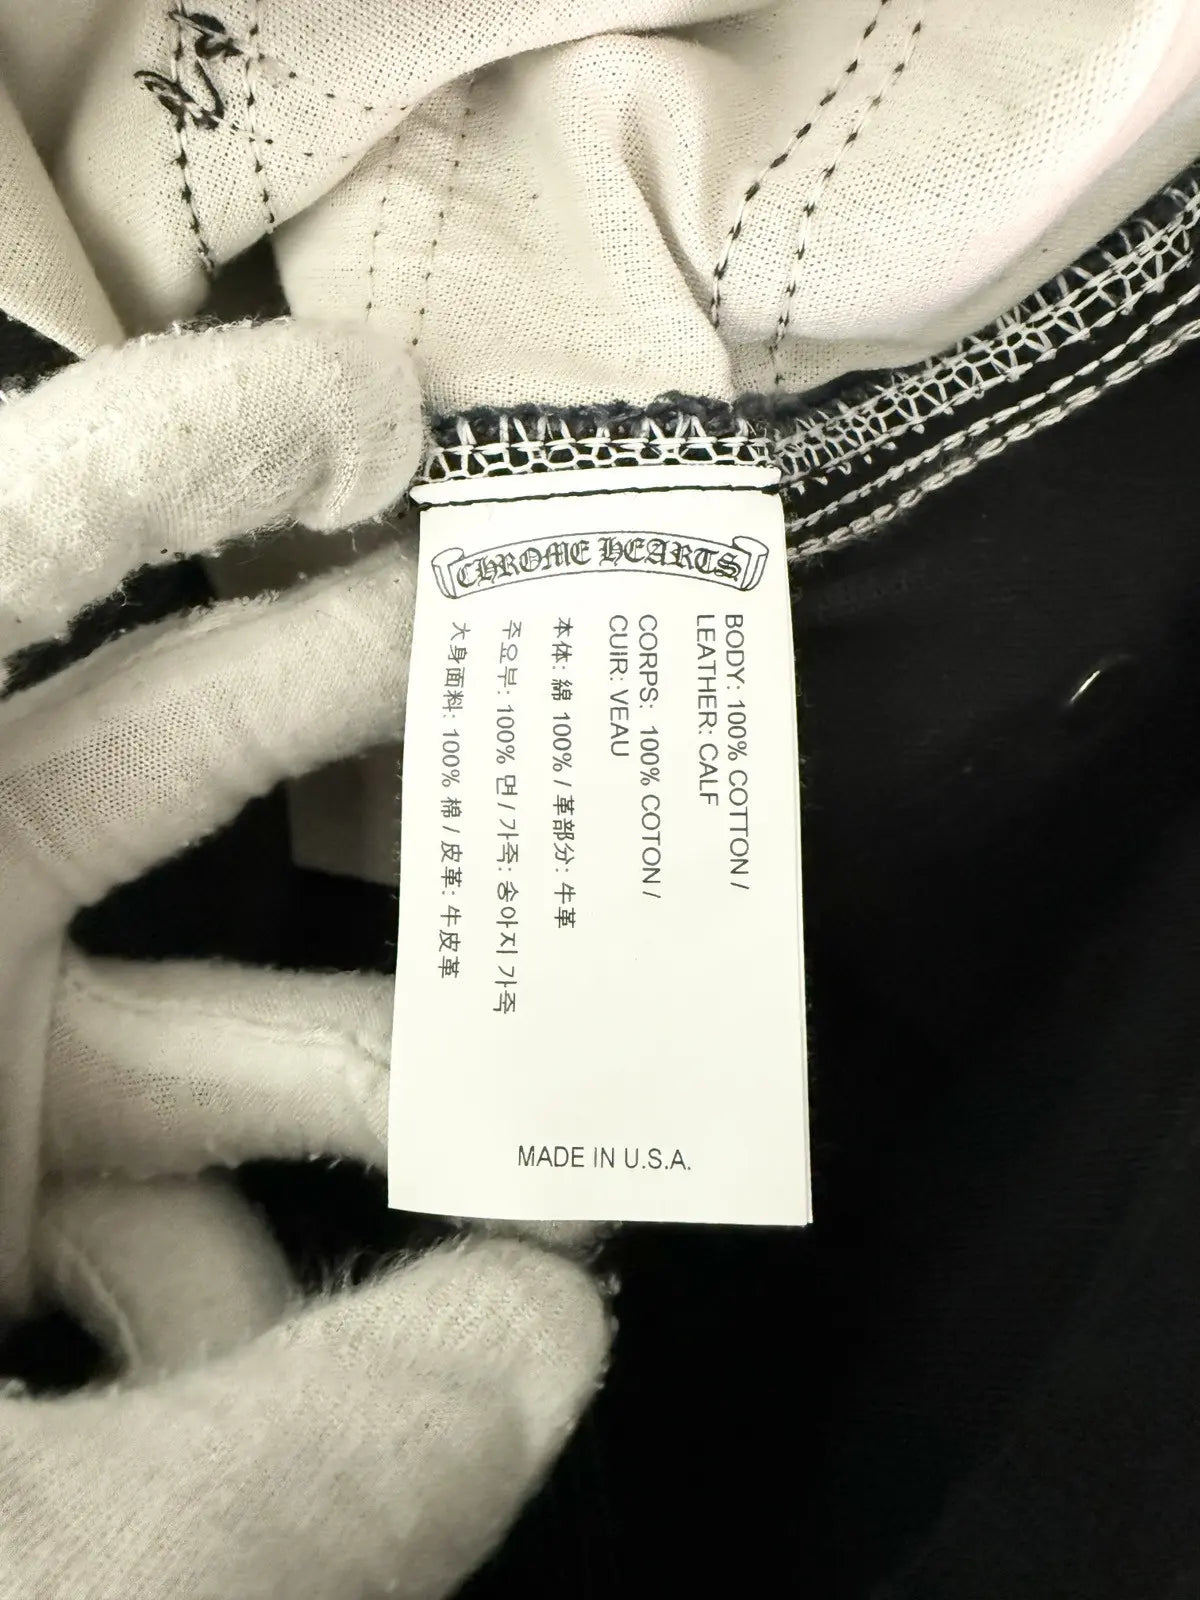 CHROME HEARTS
BODY: 100% COTTON /
LEATHER: CALF
CORPS: 100% COTON /
CUIR: VEAU
本体: 綿 100% / 革部分: 牛革
주요부: 100% 면 / 가죽: 송아지 가죽
大身面料: 100% 棉 / 皮革: 牛皮革
MADE IN U.S.A.